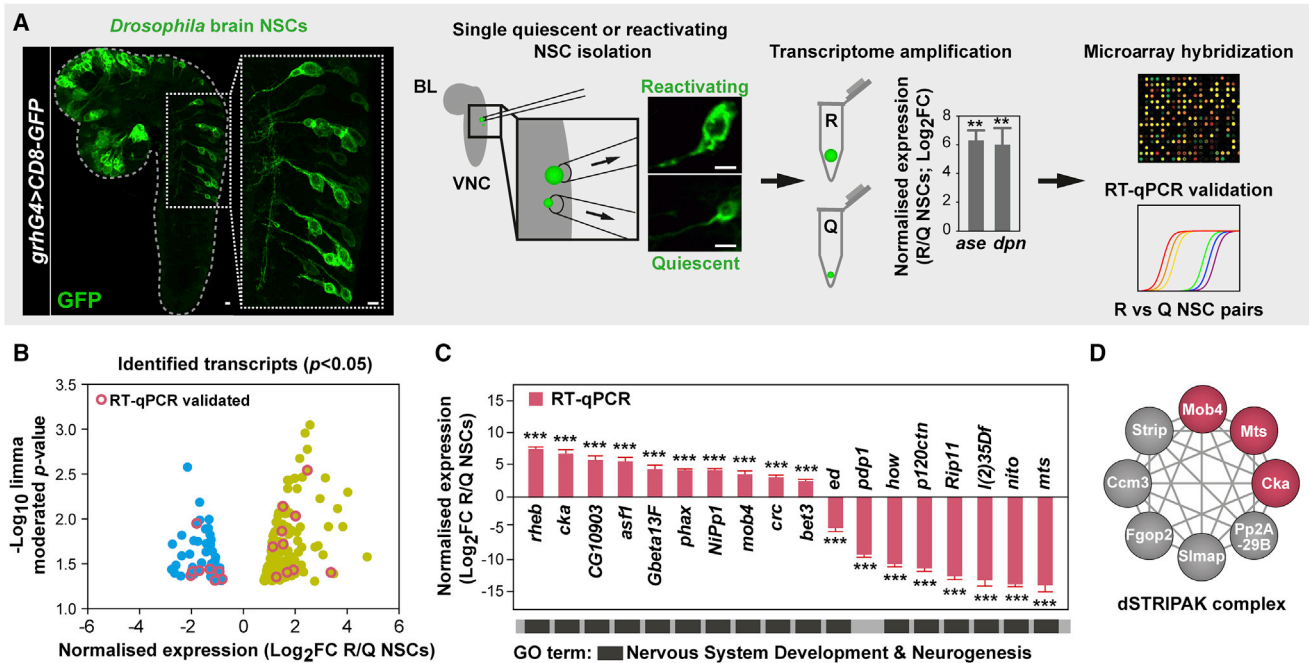 A
Drosophila brain NSCs
grhG4>CD8-GFP
GFP
Single quiescent or reactivating
NSC isolation
BL
VNC
Reactivating
Quiescent
Transcriptome amplification
R
Q
Normalised expression
(R/Q NSCs; Log2FC)
8
6
4
2
0
**
**
ase
dpn
Microarray hybridization
RT-qPCR validation
R vs Q NSC pairs
B
Identified transcripts (p<0.05)
RT-qPCR validated
-Log10 limma
moderated p-value
3.5
3.0
2.5
2.0
1.5
1.0
-6
-4
-2
0
2
4
6
Normalised expression (Log2FC R/Q NSCs)
C
RT-qPCR
Normalised expression
(Log2FC R/Q NSCs)
15
10
5
0
-5
-10
-15
***
***
***
***
***
***
***
***
***
***
rheb
cka
CG10903
asf1
Gbeta13F
phax
NiPp1
mob4
crc
bet3
ed
pdp1
how
p120ctn
Rip11
l(2)35Df
nito
mts
***
***
***
***
***
***
***
***
GO term:
Nervous System Development & Neurogenesis
D
Mob4
Mts
Cka
Pp2A
-29B
Slmap
Fgop2
Ccm3
Strip
dSTRIPAK complex